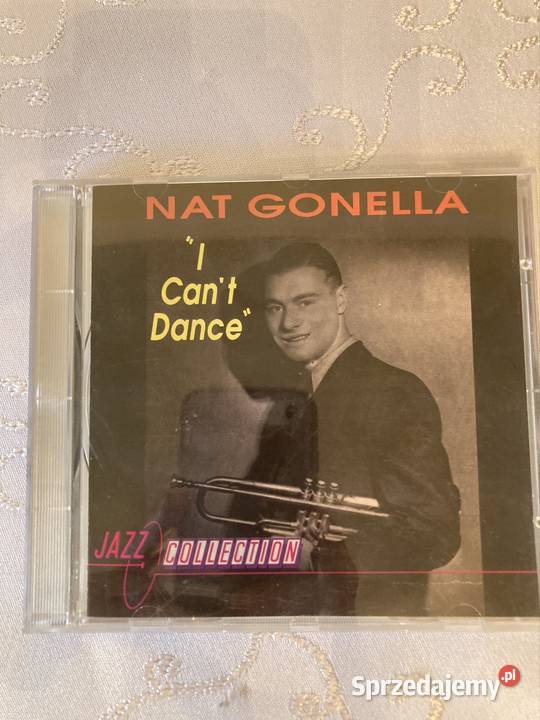 NAT GONELLA
"I
Can't
Dance"
JAZZ COLLECTION
Sprzedajemy.pl